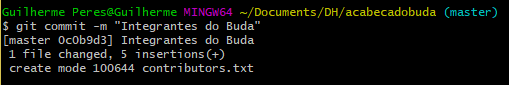 Guilherme Peres@Guilherme MINGW64 ~/Documents/DH/acabecadobuda (master)
$ git commit -m "Integrantes do Buda"
[master 0c0b9d3] Integrantes do Buda
 1 file changed, 5 insertions(+)
 create mode 100644 contributors.txt